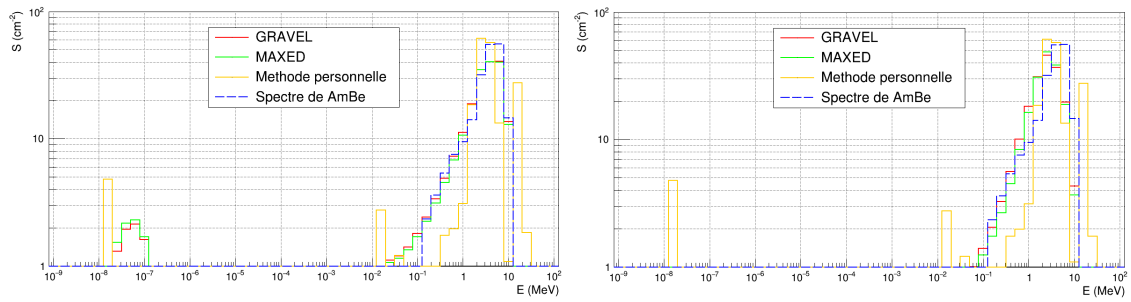 S (cm⁻²)
10²
10
1
GRAVEL
MAXED
Methode personnelle
Spectre de AmBe
10⁻⁹ 10⁻⁸ 10⁻⁷ 10⁻⁶ 10⁻⁵ 10⁻⁴ 10⁻³ 10⁻² 10⁻¹ 1 10 10²
E (MeV)
S (cm⁻²)
10²
10
1
GRAVEL
MAXED
Methode personnelle
Spectre de AmBe
10⁻⁹ 10⁻⁸ 10⁻⁷ 10⁻⁶ 10⁻⁵ 10⁻⁴ 10⁻³ 10⁻² 10⁻¹ 1 10 10²
E (MeV)